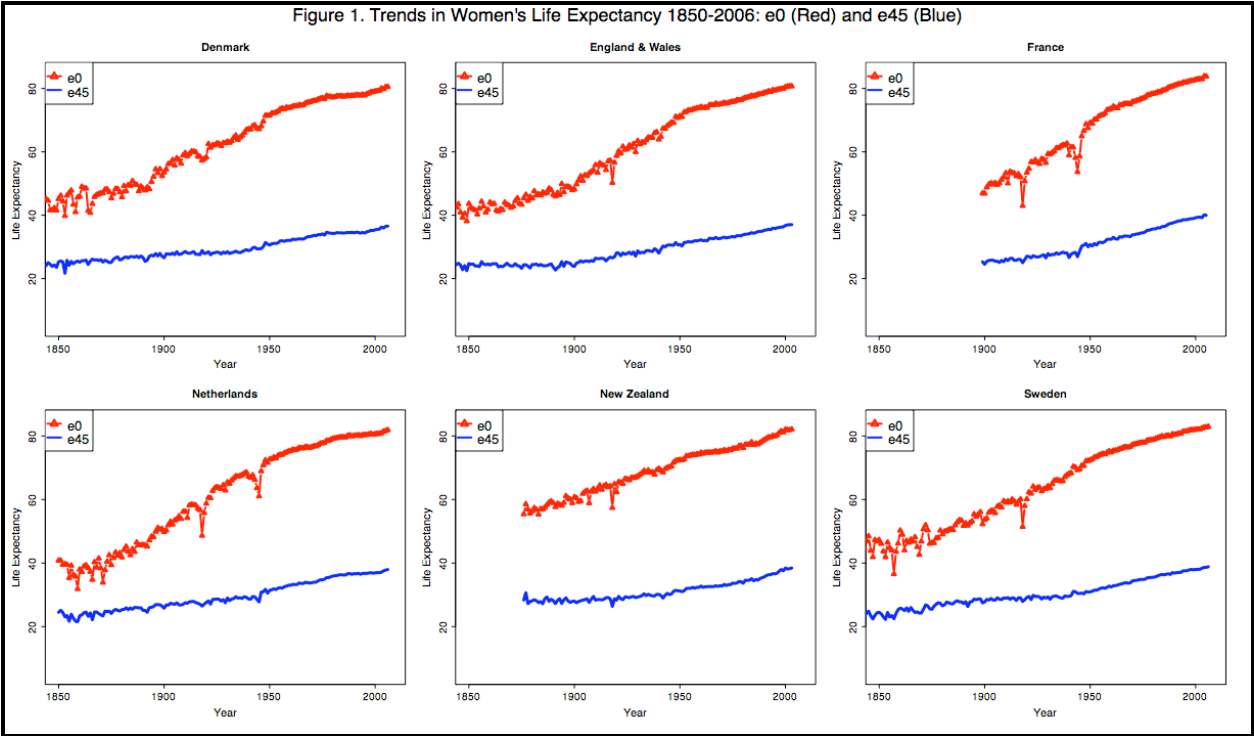 Figure 1. Trends in Women's Life Expectancy 1850-2006: e0 (Red) and e45 (Blue)
Denmark
e0
e45
Life Expectancy
80
60
40
20
1850 1900 1950 2000
Year
England & Wales
e0
e45
Life Expectancy
80
60
40
20
1850 1900 1950 2000
Year
France
e0
e45
Life Expectancy
80
60
40
20
1850 1900 1950 2000
Year
Netherlands
e0
e45
Life Expectancy
80
60
40
20
1850 1900 1950 2000
Year
New Zealand
e0
e45
Life Expectancy
80
60
40
20
1850 1900 1950 2000
Year
Sweden
e0
e45
Life Expectancy
80
60
40
20
1850 1900 1950 2000
Year